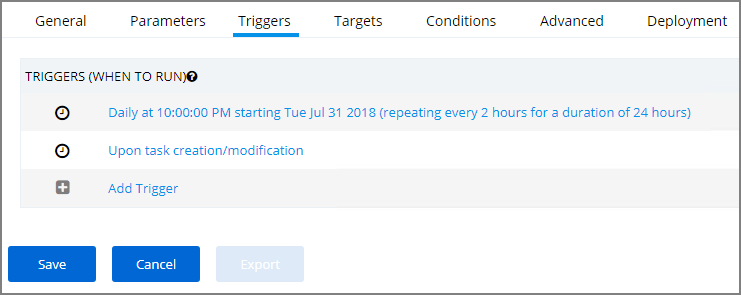 General Parameters Triggers Targets Conditions Advanced Deployment
TRIGGERS (WHEN TO RUN)
Daily at 10:00:00 PM starting Tue Jul 31 2018 (repeating every 2 hours for a duration of 24 hours)
Upon task creation/modification
Add Trigger
Save Cancel Export